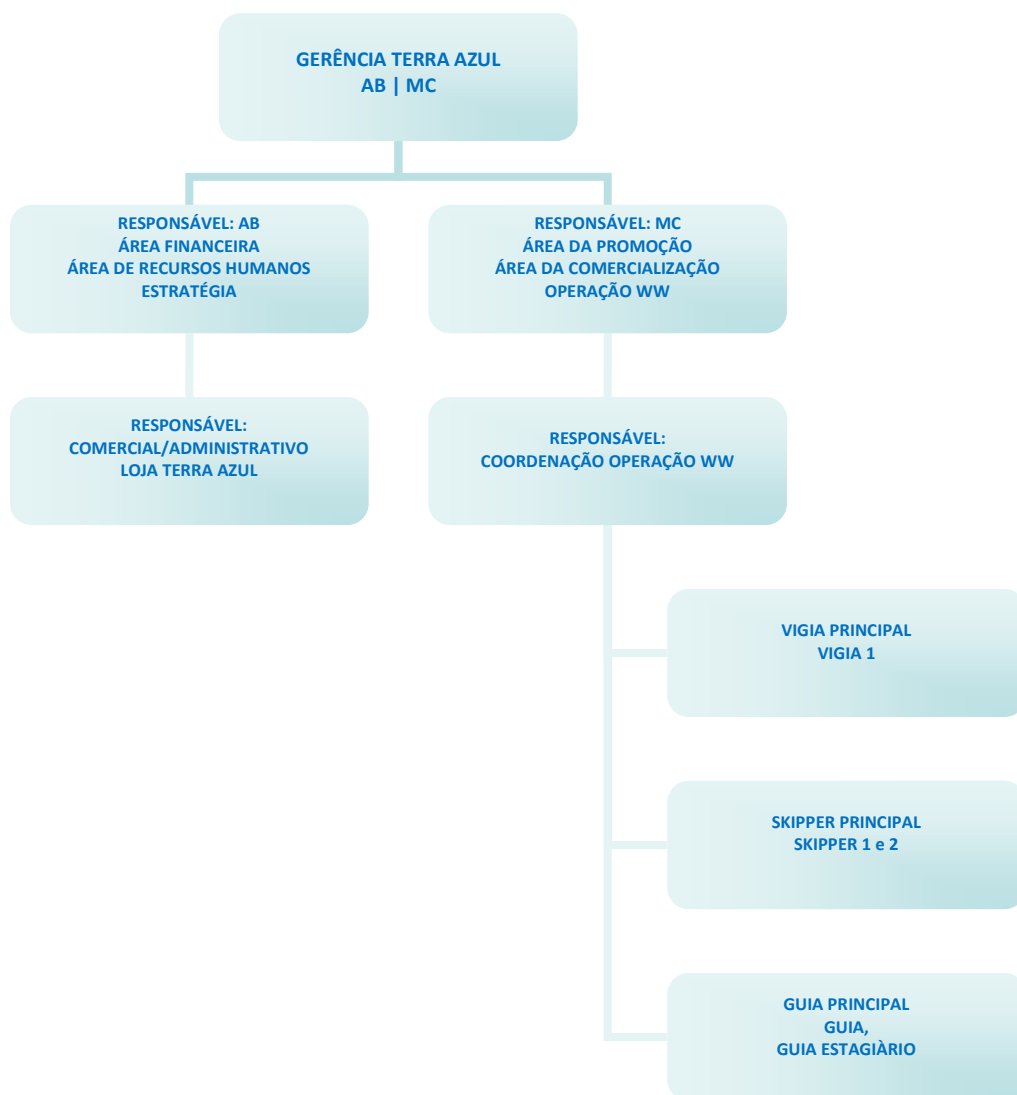 GERÊNCIA TERRA AZUL
AB | MC
RESPONSÁVEL: AB
ÁREA FINANCEIRA
ÁREA DE RECURSOS HUMANOS
ESTRATÉGIA
RESPONSÁVEL: MC
ÁREA DA PROMOÇÃO
ÁREA DA COMERCIALIZAÇÃO
OPERAÇÃO WW
RESPONSÁVEL:
COMERCIAL/ADMINISTRATIVO
LOJA TERRA AZUL
RESPONSÁVEL:
COORDENAÇÃO OPERAÇÃO WW
VIGIA PRINCIPAL
VIGIA 1
SKIPPER PRINCIPAL
SKIPPER 1 e 2
GUIA PRINCIPAL
GUIA,
GUIA ESTAGIÀRIO